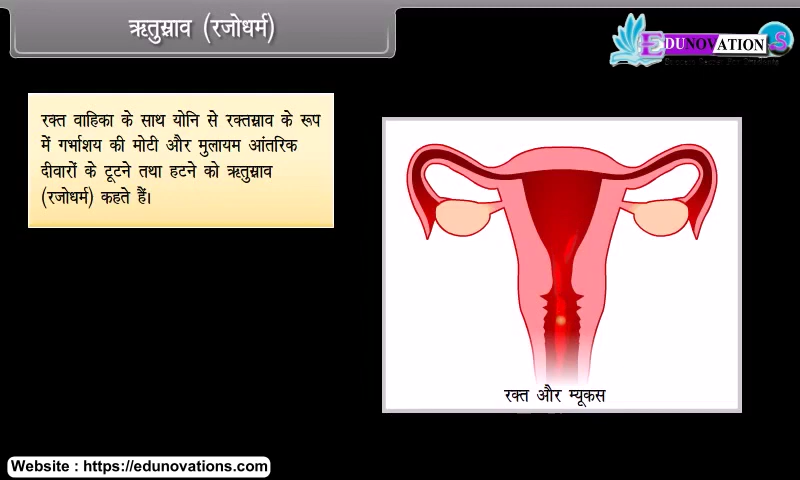 ऋतुस्राव (रजोधर्म)
EDUNOVATIONS
रक्त वाहिका के साथ योनि से रक्तस्राव के रूप
में गर्भाशय की मोटी और मुलायम आंतरिक
दीवारों के टूटने तथा हटने को ऋतुस्राव
(रजोधर्म) कहते हैं।
रक्त और म्यूकस
Website : https://edunovations.com